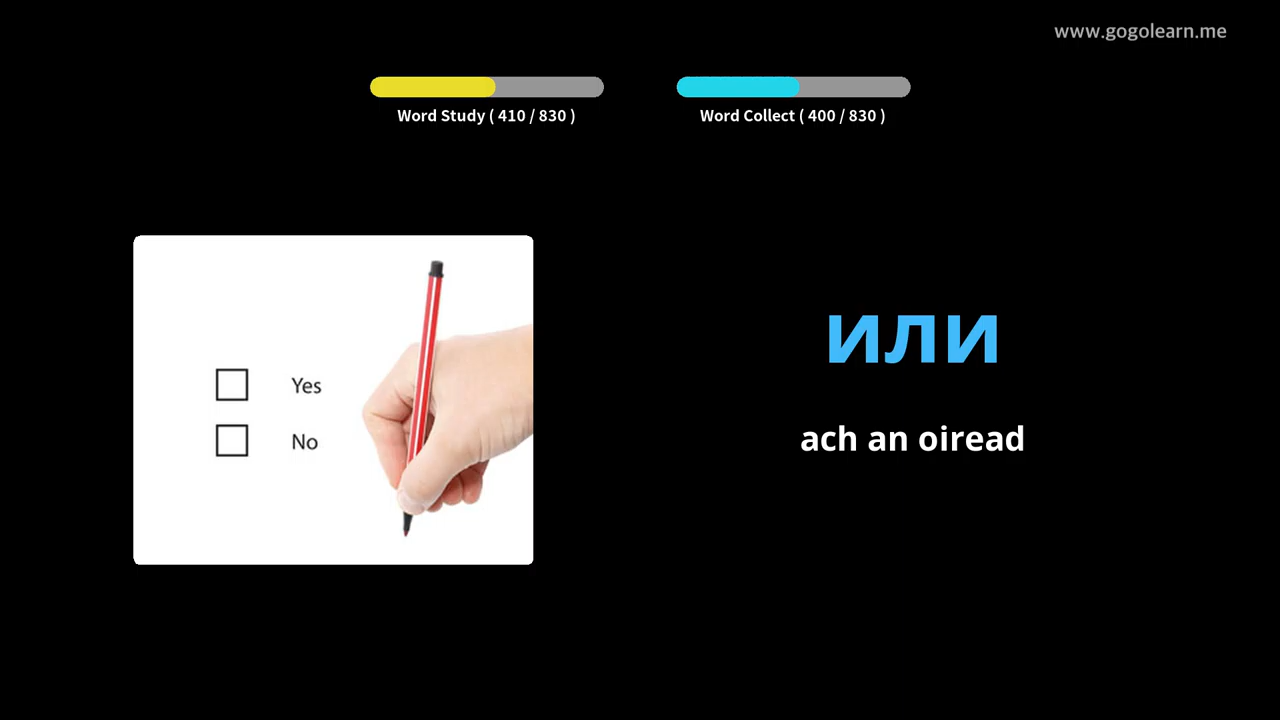 www.gogolearn.me
Word Study ( 410 / 830 )
Word Collect ( 400 / 830 )
Yes
No
или
ach an oiread